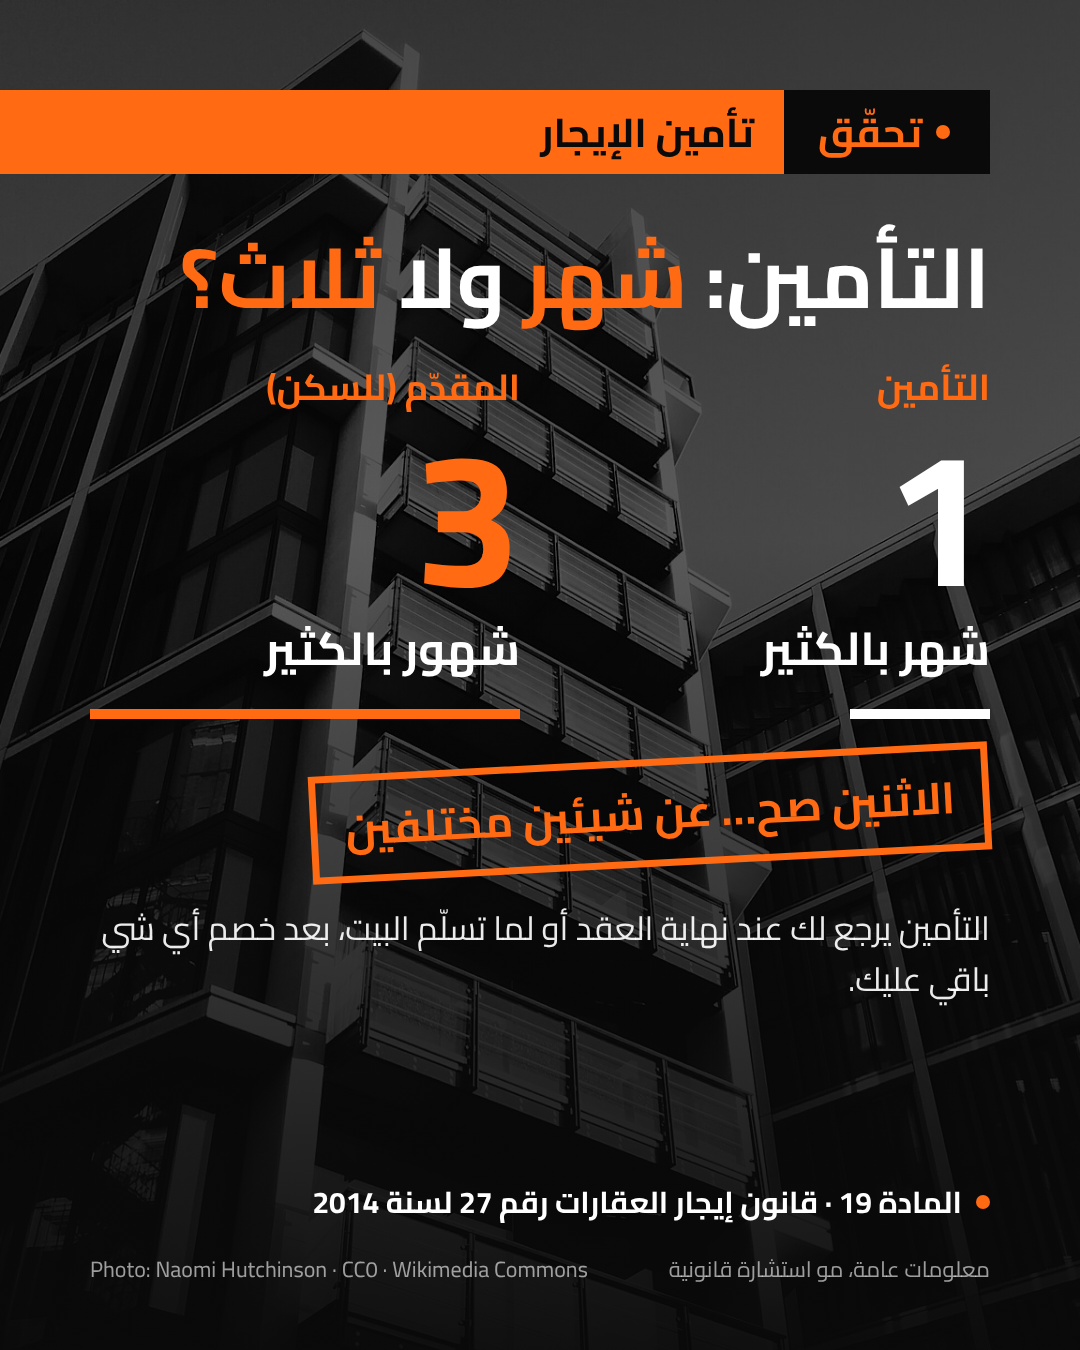 • تحقّق
تأمين الإيجار
التأمين: شهر ولا ثلاث؟
التأمين
1
شهر بالكثير
المقدّم (للسكن)
3
شهور بالكثير
الاثنين صح... عن شيئين مختلفين
التأمين يرجع لك عند نهاية العقد أو لما تسلّم البيت، بعد خصم أي شي
باقي عليك.
• المادة 19 · قانون إيجار العقارات رقم 27 لسنة 2014
معلومات عامة، مو استشارة قانونية
Photo: Naomi Hutchinson · CC0 · Wikimedia Commons